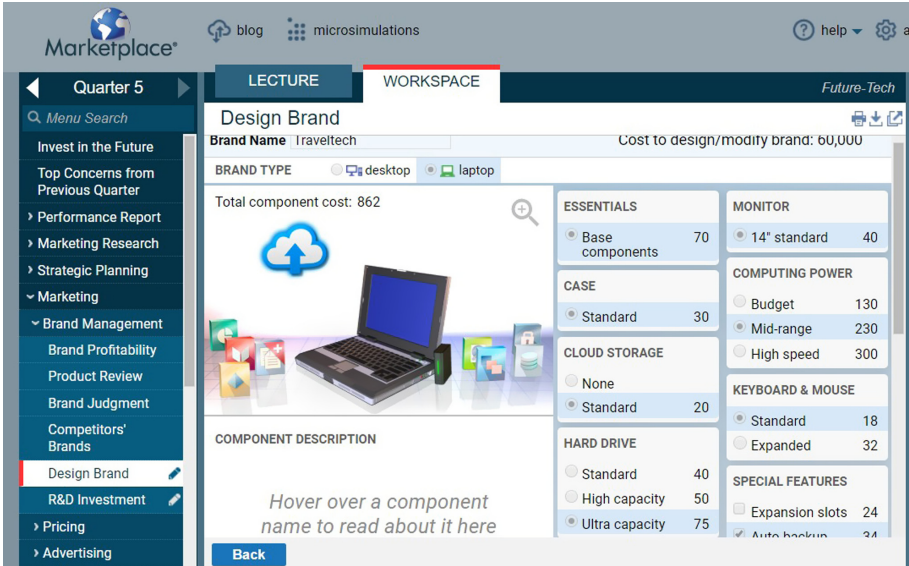 Marketplace®
blog
microsimulations
help
a
Quarter 5
Menu Search
Invest in the Future
Top Concerns from
Previous Quarter
Performance Report
Marketing Research
Strategic Planning
Marketing
Brand Management
Brand Profitability
Product Review
Brand Judgment
Competitors'
Brands
Design Brand
R&D Investment
Pricing
Advertising
LECTURE
WORKSPACE
Future-Tech
Design Brand
Brand Name Traveltech Cost to design/modify brand: 60,000
BRAND TYPE desktop laptop
Total component cost: 862
COMPONENT DESCRIPTION
Hover over a component
name to read about it here
ESSENTIALS
Base 70
components
CASE
Standard 30
CLOUD STORAGE
None
Standard 20
HARD DRIVE
Standard 40
High capacity 50
Ultra capacity 75
MONITOR
14" standard 40
COMPUTING POWER
Budget 130
Mid-range 230
High speed 300
KEYBOARD & MOUSE
Standard 18
Expanded 32
SPECIAL FEATURES
Expansion slots 24
Auto backup 34
Back